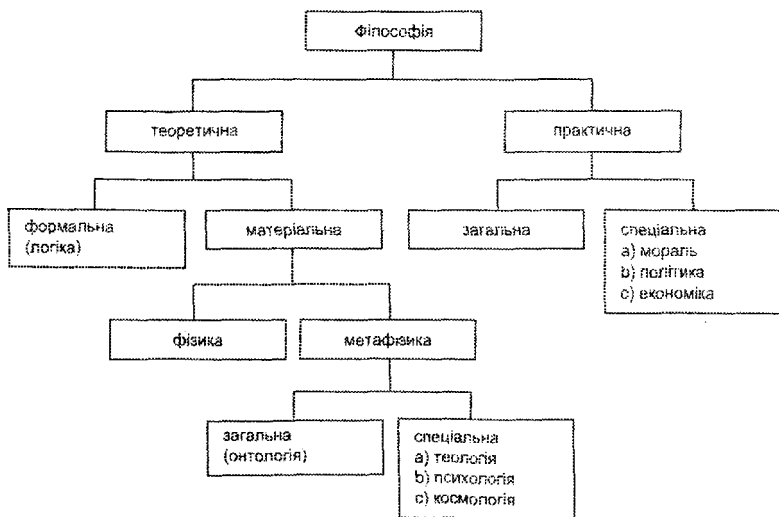 Філософія
теоретична
практична
формальна
(логіка)
матеріальна
загальна
спеціальна
a) мораль
b) політика
c) економіка
фізика
метафізика
загальна
(онтологія)
спеціальна
a) теологія
b) психологія
c) космологія